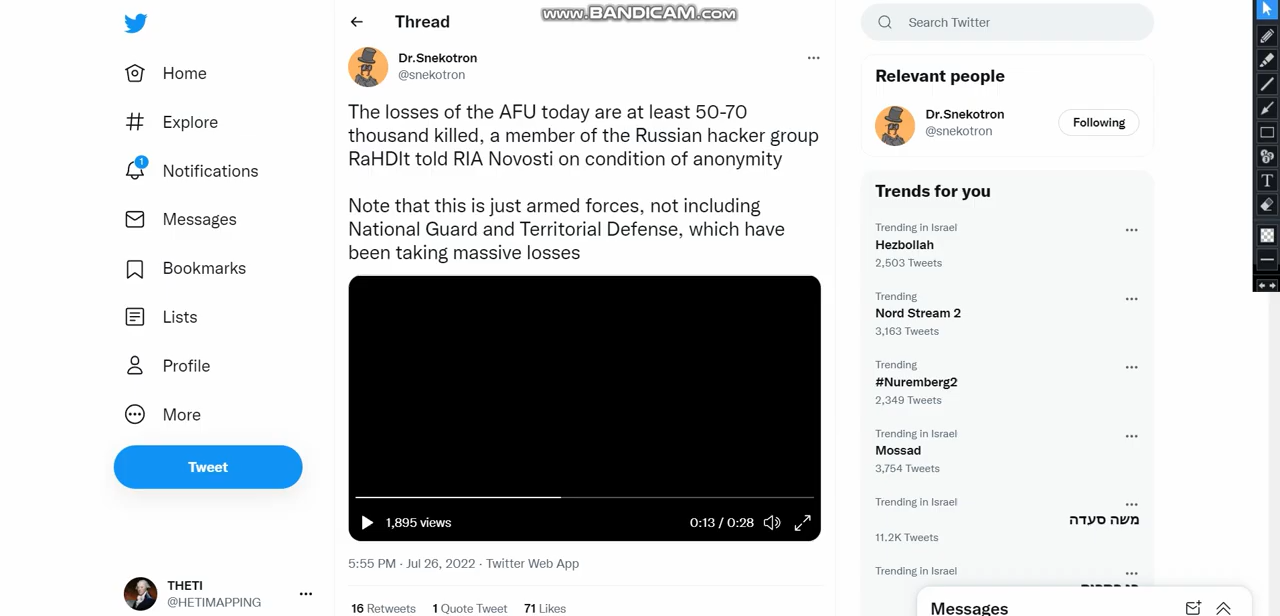 www.BANDICAM.com
Home
Explore
1
Notifications
Messages
Bookmarks
Lists
Profile
More
Tweet
THETI
@HETIMAPPING
Thread
Dr.Snekotron
@snekotron
The losses of the AFU today are at least 50-70
thousand killed, a member of the Russian hacker group
RaHDIt told RIA Novosti on condition of anonymity
Note that this is just armed forces, not including
National Guard and Territorial Defense, which have
been taking massive losses
1,895 views
0:13 / 0:28
5:55 PM · Jul 26, 2022 · Twitter Web App
16 Retweets 1 Quote Tweet 71 Likes
Search Twitter
Relevant people
Dr.Snekotron
@snekotron
Following
Trends for you
Trending in Israel
Hezbollah
2,503 Tweets
Trending
Nord Stream 2
3,163 Tweets
Trending
#Nuremberg2
2,349 Tweets
Trending in Israel
Mossad
3,754 Tweets
Trending in Israel
משה סעדה
11.2K Tweets
Trending in Israel
Messages
T